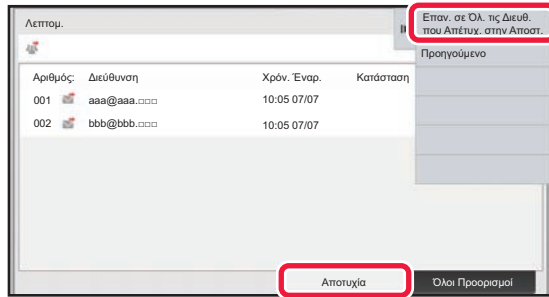 Λεπτομ.
Επαν. σε Όλ. τις Διευθ.
που Απέτυχ. στην Αποστ.
Προηγούμενο
Αριθμός: Διεύθυνση Χρόν. Έναρ. Κατάσταση
001 aaa@aaa.□□□ 10:05 07/07
002 bbb@bbb.□□□ 10:05 07/07
Αποτυχία Όλοι Προορισμοί